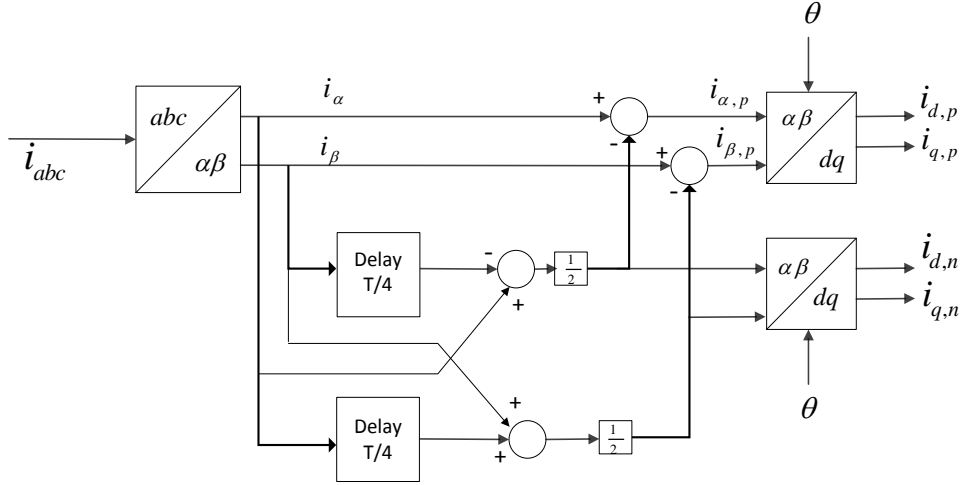 θ
abc
αβ
i_abc
i_α
i_β
+
-
+
-
i_α,p
i_β,p
αβ
dq
i_d,p
i_q,p
Delay
T/4
-
+
1/2
αβ
dq
i_d,n
i_q,n
θ
Delay
T/4
+
+
1/2